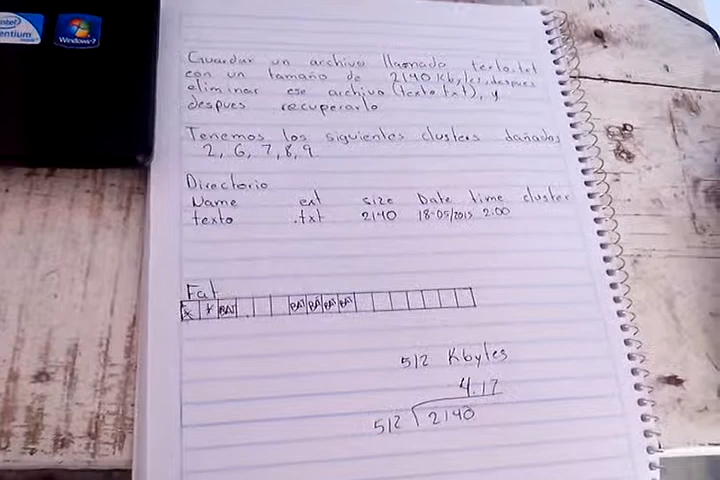 intel
Pentium
Windows 7
Guardar un archivo llamado texto.txt
con un tamaño de 2140 Kbytes, despues
eliminar ese archivo (texto.txt), y
despues recuperarlo
Tenemos los siguientes clusters dañados
2, 6, 7, 8, 9
Directorio
Name ext size Date time cluster
texto .txt 2140 18-05/2015 2:00
Fat
x x BAT BAT BAT BAT BAT
512 Kbytes
4.17
512 2140